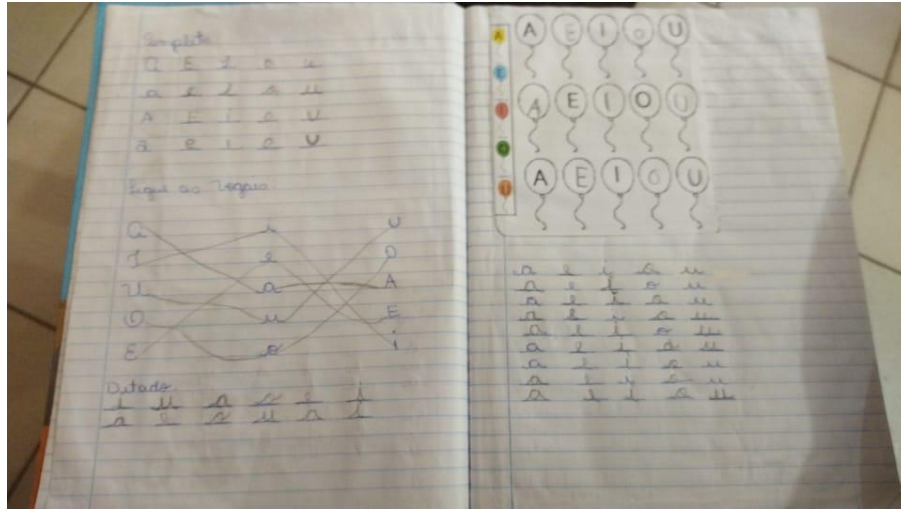 Complete
a E I o u
a e i o u
A E i o U
a e i o U
Ligue as vogais
a i U
I e O
U a A
O u E
E o i
Ditado
i u a o e i
a e o u a i
A
E
I
O
U
A E I O U
A E I O U
A E I O U
a e i o u
a e i o u
a e i o u
a e i o u
a e i o u
a e i o u
a e i o u
a e i o u
a e i o u